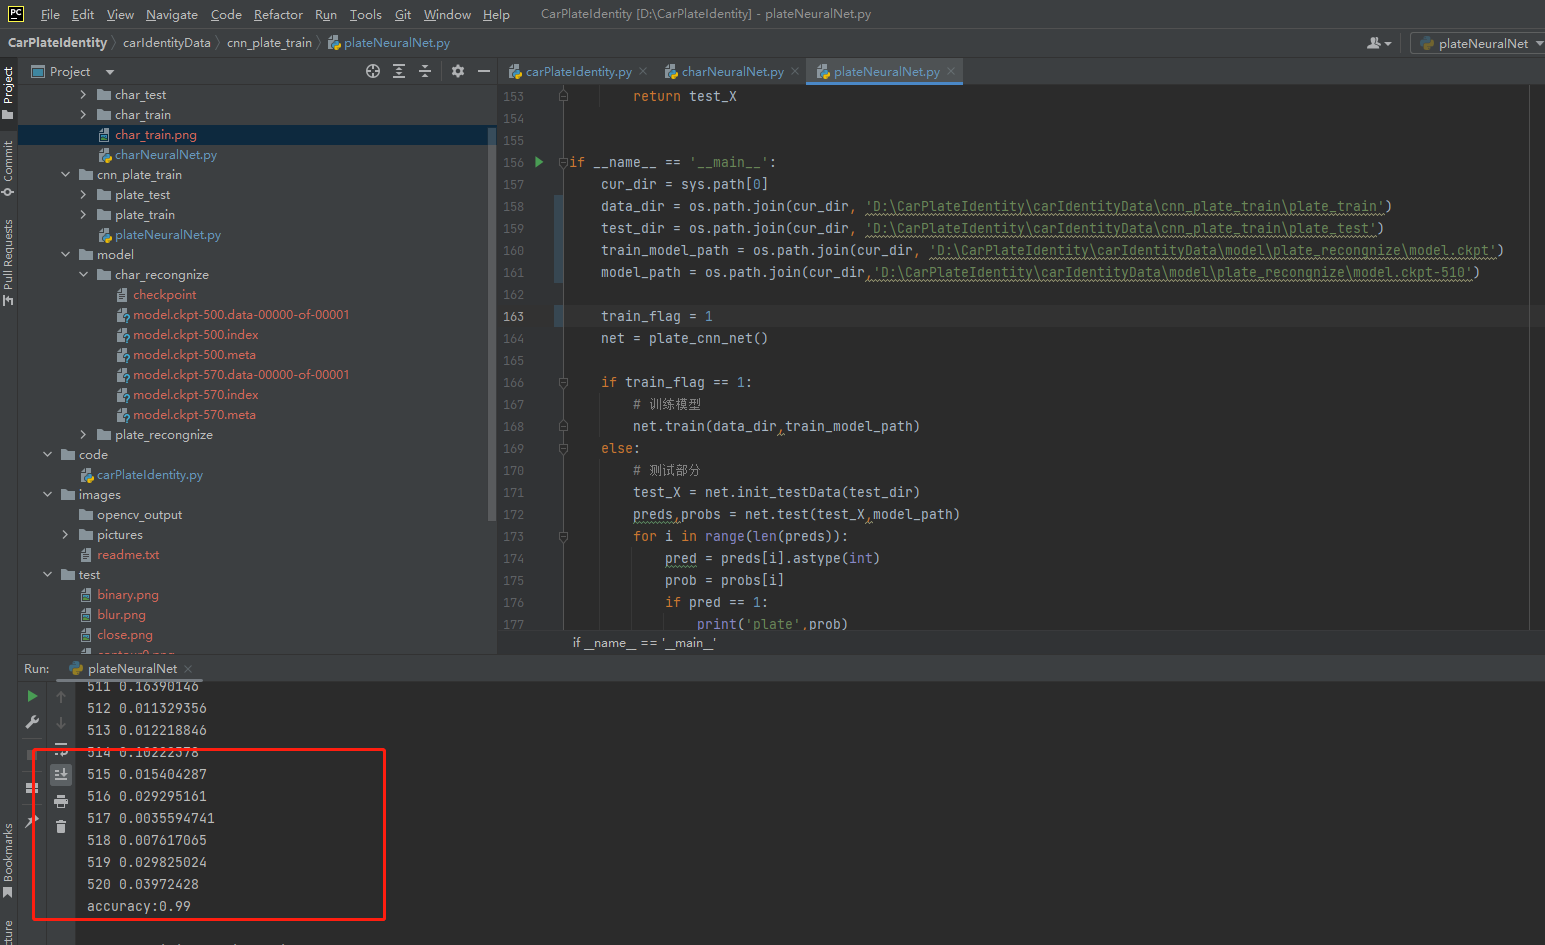 PC File Edit View Navigate Code Refactor Run Tools Git Window Help CarPlateIdentity [D:\CarPlateIdentity] - plateNeuralNet.py
CarPlateIdentity carIdentityData cnn_plate_train plateNeuralNet.py plateNeuralNet
Project
Commit
Pull Requests
Bookmarks
Project
char_test
char_train
char_train.png
charNeuralNet.py
cnn_plate_train
plate_test
plate_train
plateNeuralNet.py
model
char_recongnize
checkpoint
model.ckpt-500.data-00000-of-00001
model.ckpt-500.index
model.ckpt-500.meta
model.ckpt-570.data-00000-of-00001
model.ckpt-570.index
model.ckpt-570.meta
plate_recongnize
code
carPlateIdentity.py
images
opencv_output
pictures
readme.txt
test
binary.png
blur.png
close.png
carPlateIdentity.py charNeuralNet.py plateNeuralNet.py
153 return test_X
154
155
156 if __name__ == '__main__':
157 cur_dir = sys.path[0]
158 data_dir = os.path.join(cur_dir, 'D:\CarPlateIdentity\carIdentityData\cnn_plate_train\plate_train')
159 test_dir = os.path.join(cur_dir, 'D:\CarPlateIdentity\carIdentityData\cnn_plate_train\plate_test')
160 train_model_path = os.path.join(cur_dir, 'D:\CarPlateIdentity\carIdentityData\model\plate_recongnize\model.ckpt')
161 model_path = os.path.join(cur_dir,'D:\CarPlateIdentity\carIdentityData\model\plate_recongnize\model.ckpt-510')
162
163 train_flag = 1
164 net = plate_cnn_net()
165
166 if train_flag == 1:
167 # 训练模型
168 net.train(data_dir,train_model_path)
169 else:
170 # 测试部分
171 test_X = net.init_testData(test_dir)
172 preds,probs = net.test(test_X,model_path)
173 for i in range(len(preds)):
174 pred = preds[i].astype(int)
175 prob = probs[i]
176 if pred == 1:
177 print('plate',prob)
if __name__ == '__main__'
Run: plateNeuralNet
511 0.16390146
512 0.011329356
513 0.012218846
514 0.10222378
515 0.015404287
516 0.029295161
517 0.0035594741
518 0.007617065
519 0.029825024
520 0.03972428
accuracy:0.99